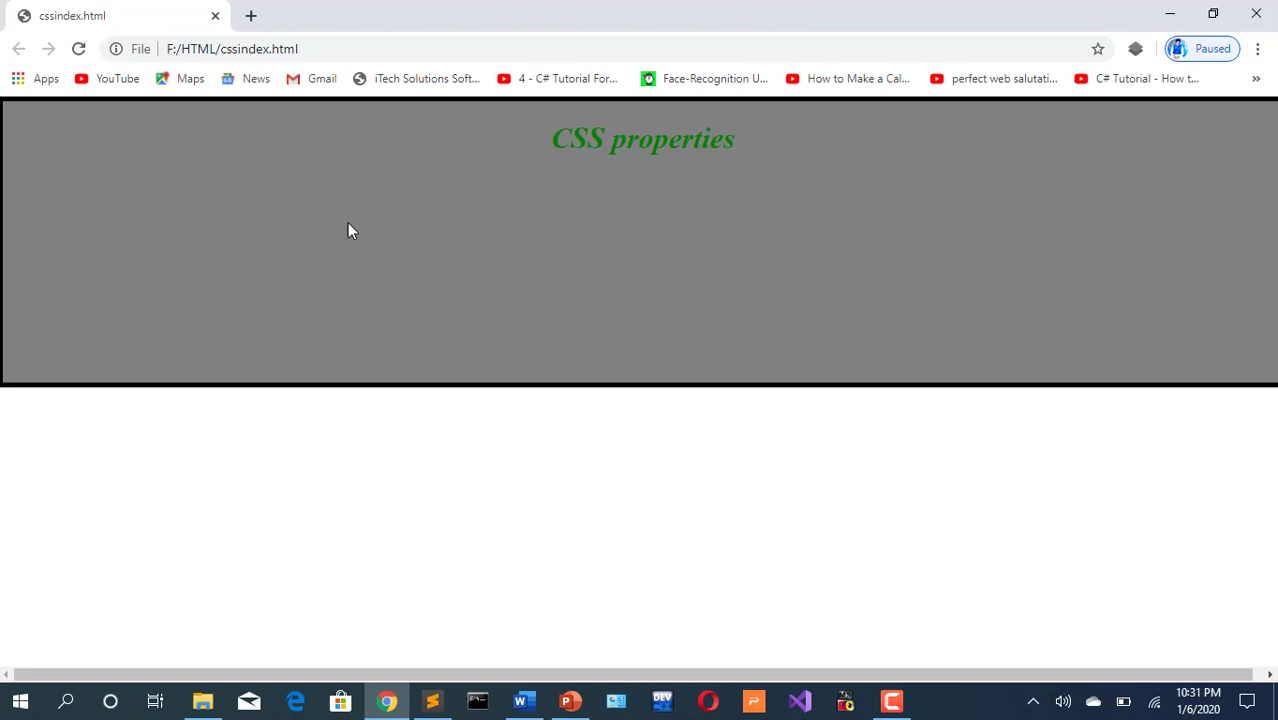 cssindex.html
File F:/HTML/cssindex.html Paused
Apps YouTube Maps News Gmail iTech Solutions Soft... 4 - C# Tutorial For... Face-Recognition U... How to Make a Cal... perfect web salutati... C# Tutorial - How t... »
CSS properties
DEV
10:31 PM
1/6/2020